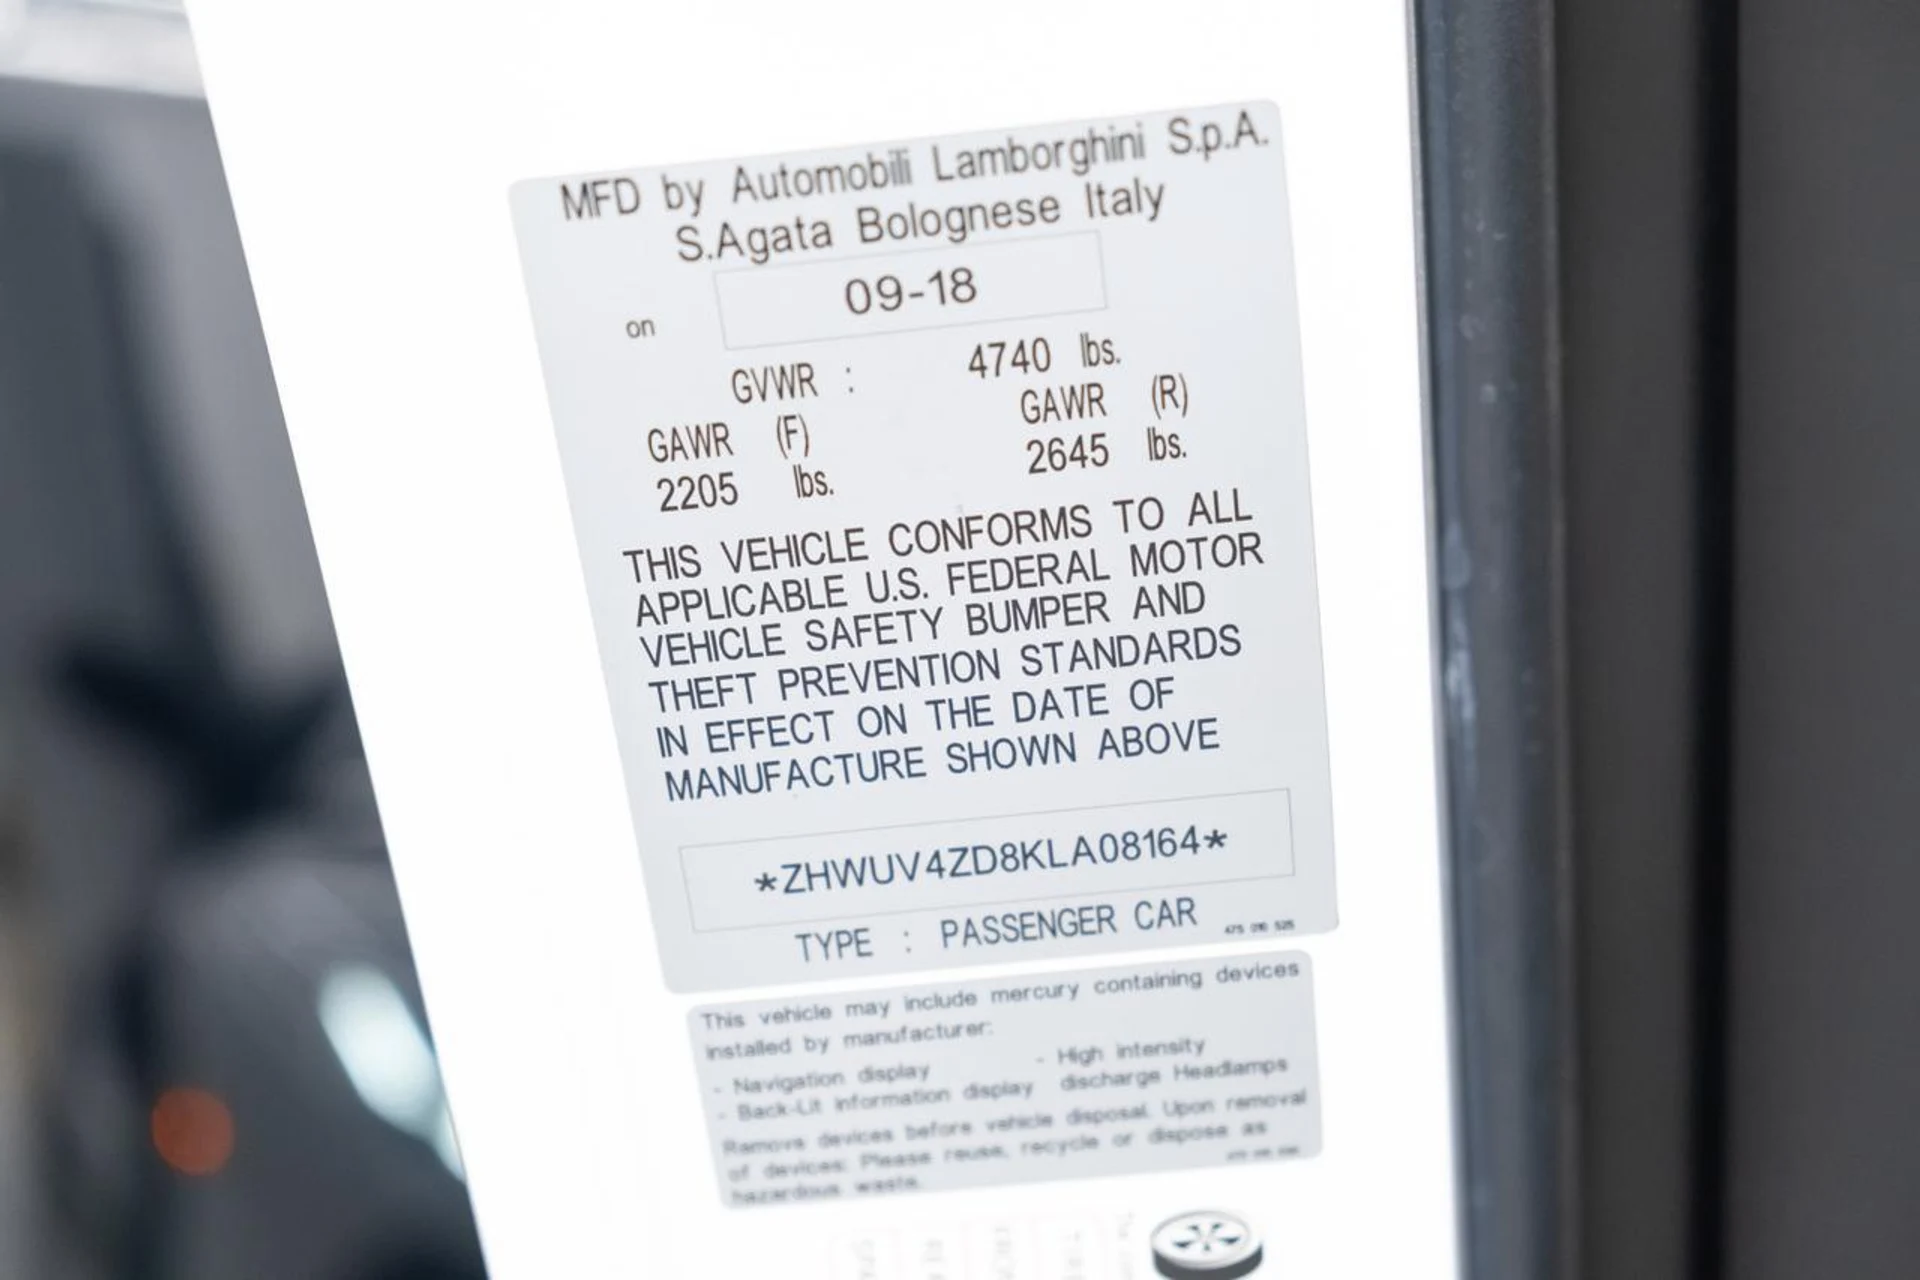 MFD by Automobili Lamborghini S.p.A.
S.Agata Bolognese Italy
on 09-18
GVWR : 4740 lbs.
GAWR (F) GAWR (R)
2205 lbs. 2645 lbs.
THIS VEHICLE CONFORMS TO ALL
APPLICABLE U.S. FEDERAL MOTOR
VEHICLE SAFETY BUMPER AND
THEFT PREVENTION STANDARDS
IN EFFECT ON THE DATE OF
MANUFACTURE SHOWN ABOVE
*ZHWUV4ZD8KLA08164*
TYPE : PASSENGER CAR
This vehicle may include mercury containing devices
installed by manufacturer:
- Navigation display
- Back-Lit information display
- High intensity
discharge Headlamps
Remove devices before vehicle disposal. Upon removal
of devices: Please reuse, recycle or dispose as
hazardous waste.